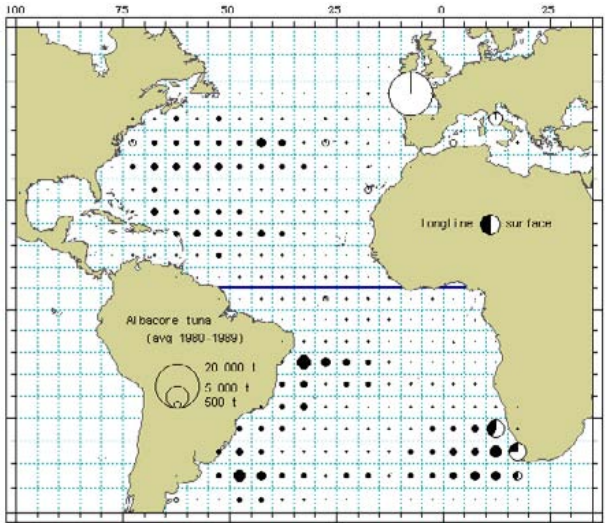 100 75 50 25 0 25
longline surface
Albacore tuna
(avg 1980-1989)
20 000 t
5 000 t
500 t